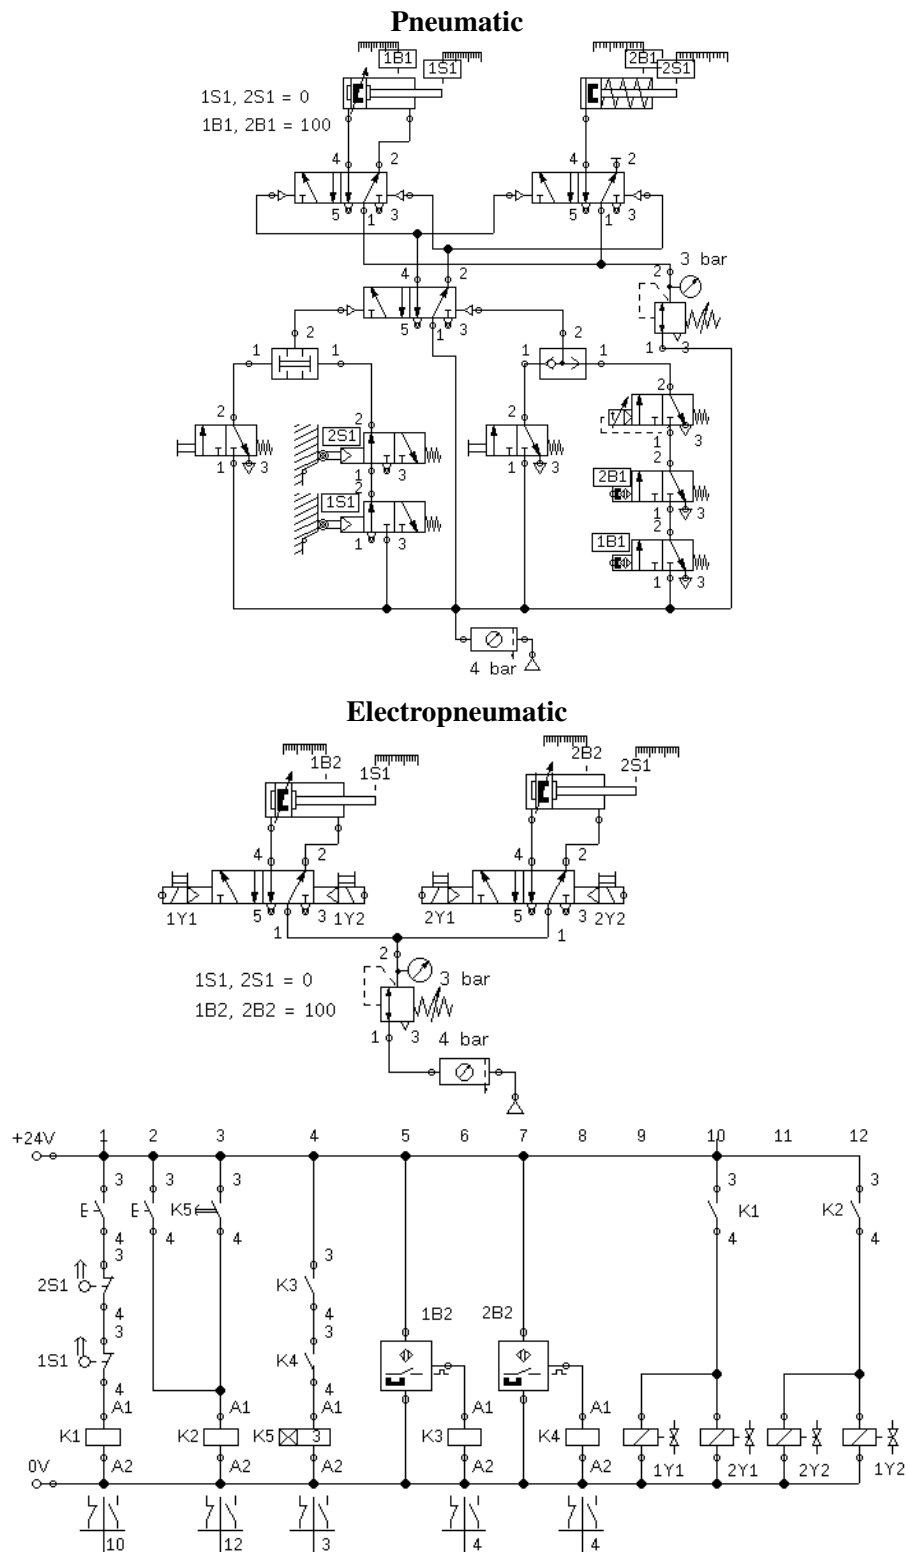 Pneumatic
1B1 1S1 2B1 2S1
1S1, 2S1 = 0
1B1, 2B1 = 100
4 2 4 2
5 1 3 5 1 3
4 2 2 3 bar
5 1 3
2 2 1 3
1 1 1 1
2 2
2 2S1 2 1
1 3 1 2 1 3 2 2B1
1S1 1 3
1 3 2
1B1
1 3
4 bar
Electropneumatic
1B2 1S1 2B2 2S1
4 2 4 2
1Y1 5 3 1Y2 2Y1 5 3 2Y2
1 1
2
1S1, 2S1 = 0 3 bar
1B2, 2B2 = 100
1 3 4 bar
+24V 1 2 3 4 5 6 7 8 9 10 11 12
3 3 3 3 3
E E K5 K1 K2
4 4 4 4 4
3 3
2S1 K3
4 4 1B2 2B2
3 3
1S1 K4
4 4
A1 A1 A1 A1 A1
K1 K2 K5 3 K3 K4
A2 A2 A2 A2 A2 1Y1 2Y1 2Y2 1Y2
0V
10 12 3 4 4